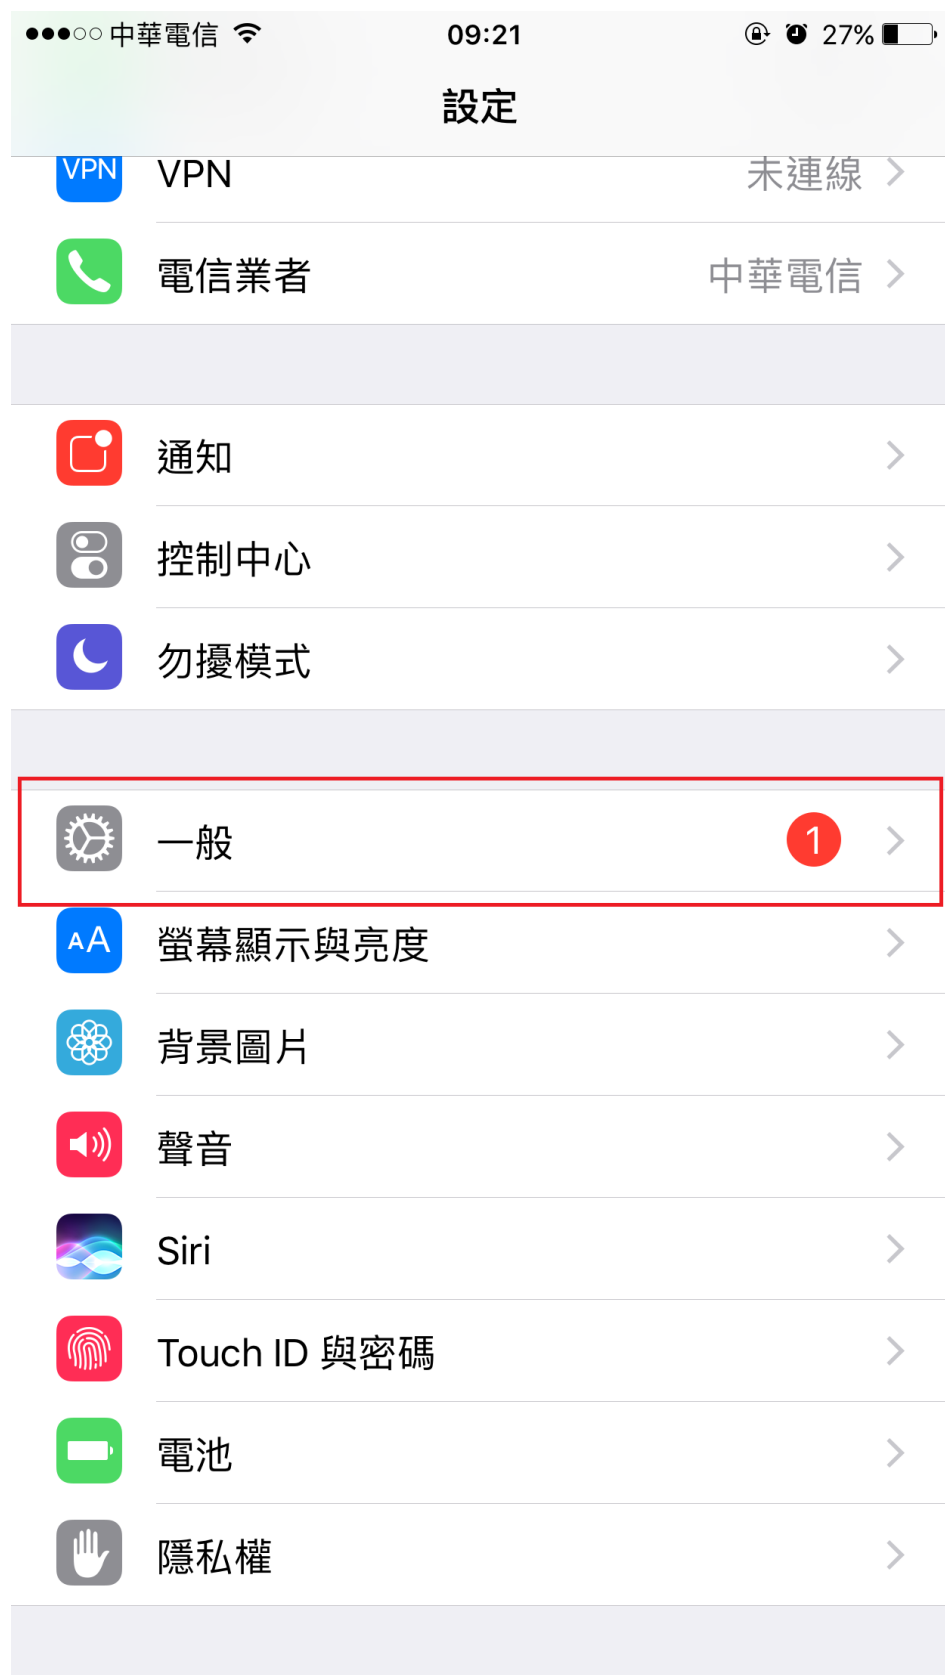 中華電信 09:21 27%
設定
VPN VPN 未連線
電信業者 中華電信
通知
控制中心
勿擾模式
一般 1
AA 螢幕顯示與亮度
背景圖片
聲音
Siri
Touch ID 與密碼
電池
隱私權